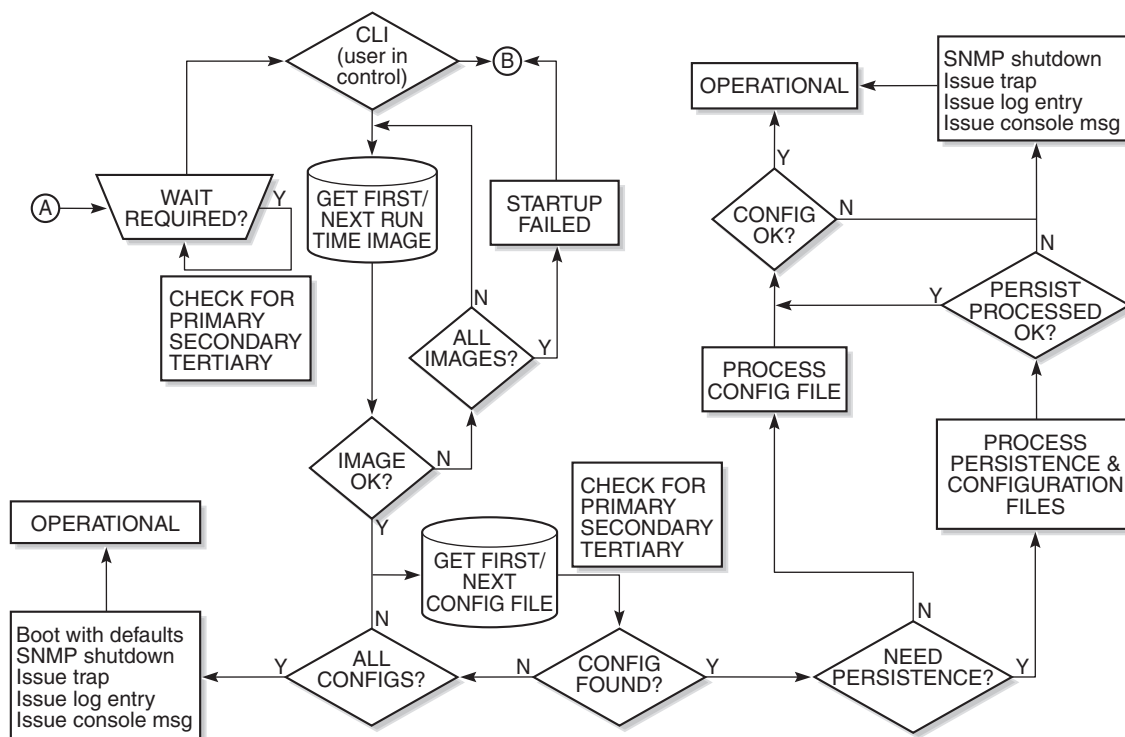 CLI
(user in
control)
B
SNMP shutdown
Issue trap
Issue log entry
Issue console msg
OPERATIONAL
A
WAIT
REQUIRED?
Y
GET FIRST/
NEXT RUN
TIME IMAGE
STARTUP
FAILED
Y
CONFIG
OK?
N
N
CHECK FOR
PRIMARY
SECONDARY
TERTIARY
N
ALL
IMAGES?
Y
Y
PERSIST
PROCESSED
OK?
PROCESS
CONFIG FILE
IMAGE
OK?
N
Y
PROCESS
PERSISTENCE &
CONFIGURATION
FILES
CHECK FOR
PRIMARY
SECONDARY
TERTIARY
OPERATIONAL
GET FIRST/
NEXT
CONFIG FILE
N
N
Boot with defaults
SNMP shutdown
Issue trap
Issue log entry
Issue console msg
Y
ALL
CONFIGS?
N
CONFIG
FOUND?
Y
NEED
PERSISTENCE?
Y